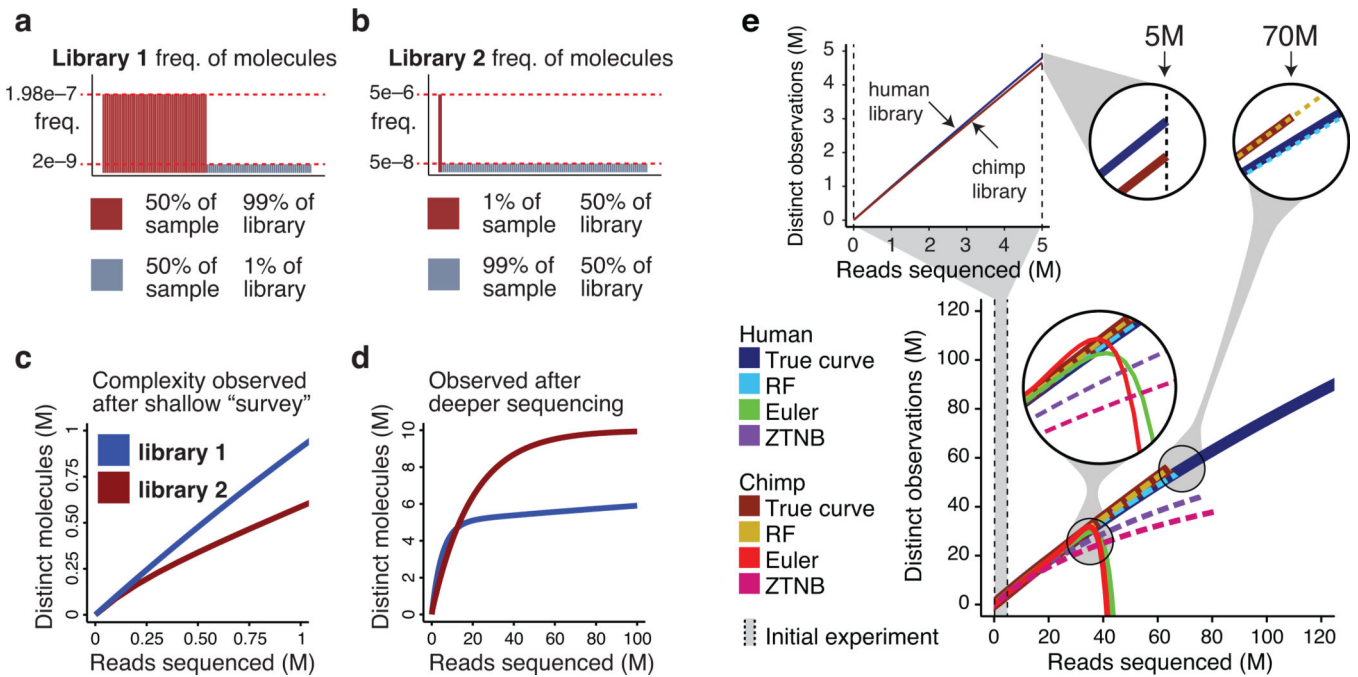 a
Library 1 freq. of molecules
1.98e–7
freq.
2e–9
50% of sample
99% of library
50% of sample
1% of library
b
Library 2 freq. of molecules
5e–6
freq.
5e–8
1% of sample
50% of library
99% of sample
50% of library
c
Complexity observed
after shallow “survey”
Distinct molecules (M)
1
0.75
0.50
0.25
0
library 1
library 2
0 0.25 0.50 0.75 1
Reads sequenced (M)
d
Observed after
deeper sequencing
Distinct molecules (M)
10
8
6
4
2
0
0 20 40 60 80 100
Reads sequenced (M)
e
Distinct observations (M)
5
4
3
2
1
0
human
library
chimp
library
0 1 2 3 4 5
Reads sequenced (M)
5M
70M
Human
True curve
RF
Euler
ZTNB
Chimp
True curve
RF
Euler
ZTNB
Initial experiment
Distinct observations (M)
120
100
80
60
40
20
0
0 20 40 60 80 100 120
Reads sequenced (M)